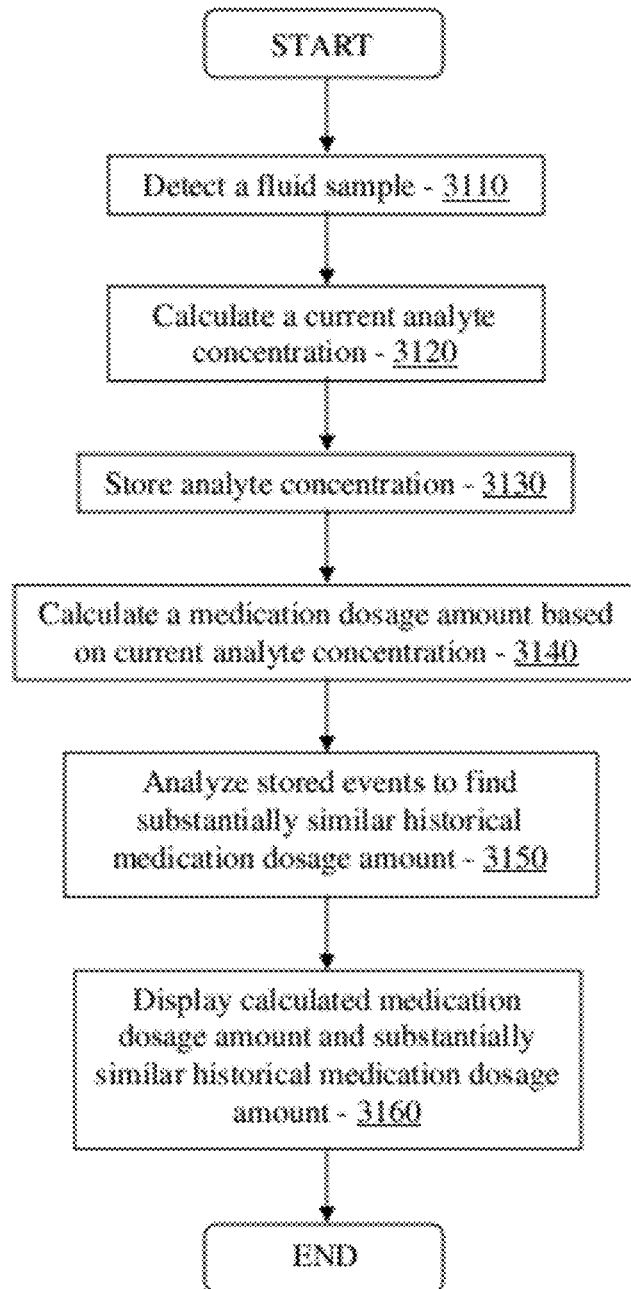 START
Detect a fluid sample - 3110
Calculate a current analyte
concentration - 3120
Store analyte concentration - 3130
Calculate a medication dosage amount based
on current analyte concentration - 3140
Analyze stored events to find
substantially similar historical
medication dosage amount - 3150
Display calculated medication
dosage amount and substantially
similar historical medication dosage
amount - 3160
END